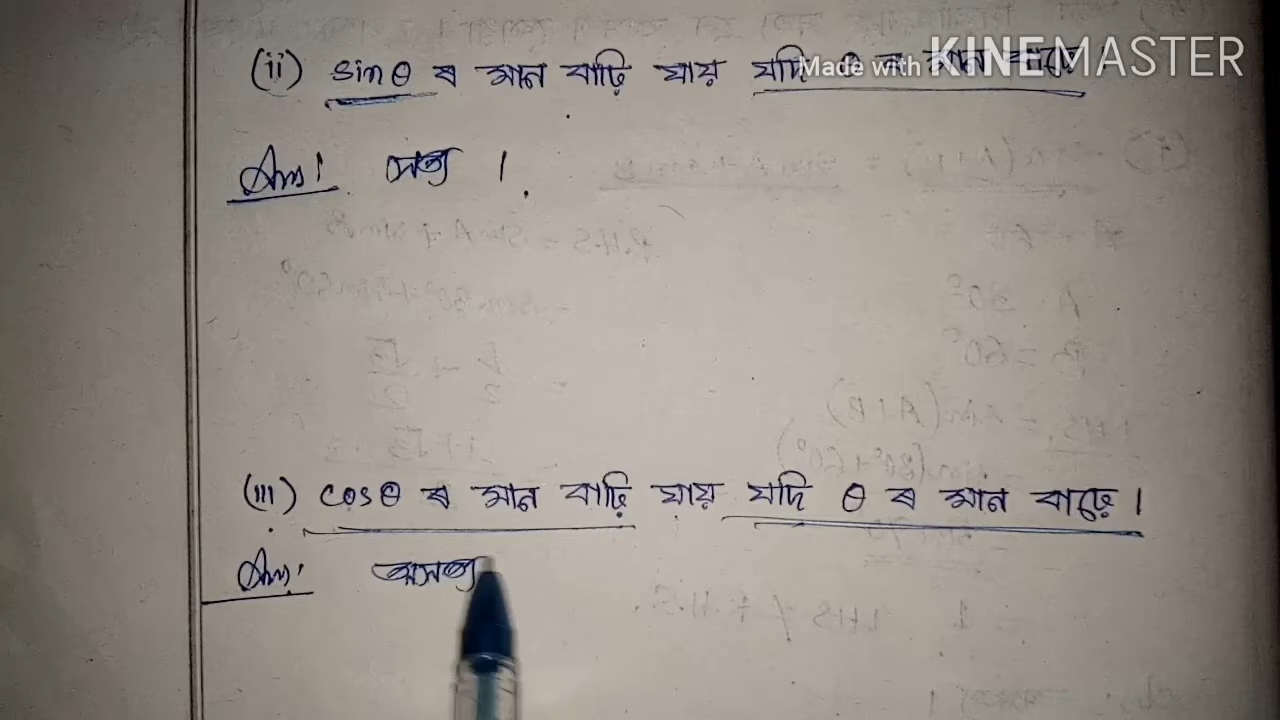 (ii) sinθ ৰ মান বাঢ়ি যায় যদি θ ৰ মান বাঢ়ে।
Made with KINEMASTER
Ans: সত্য।
(iii) cosθ ৰ মান বাঢ়ি যায় যদি θ ৰ মান বাঢ়ে।
Ans: অসত্য